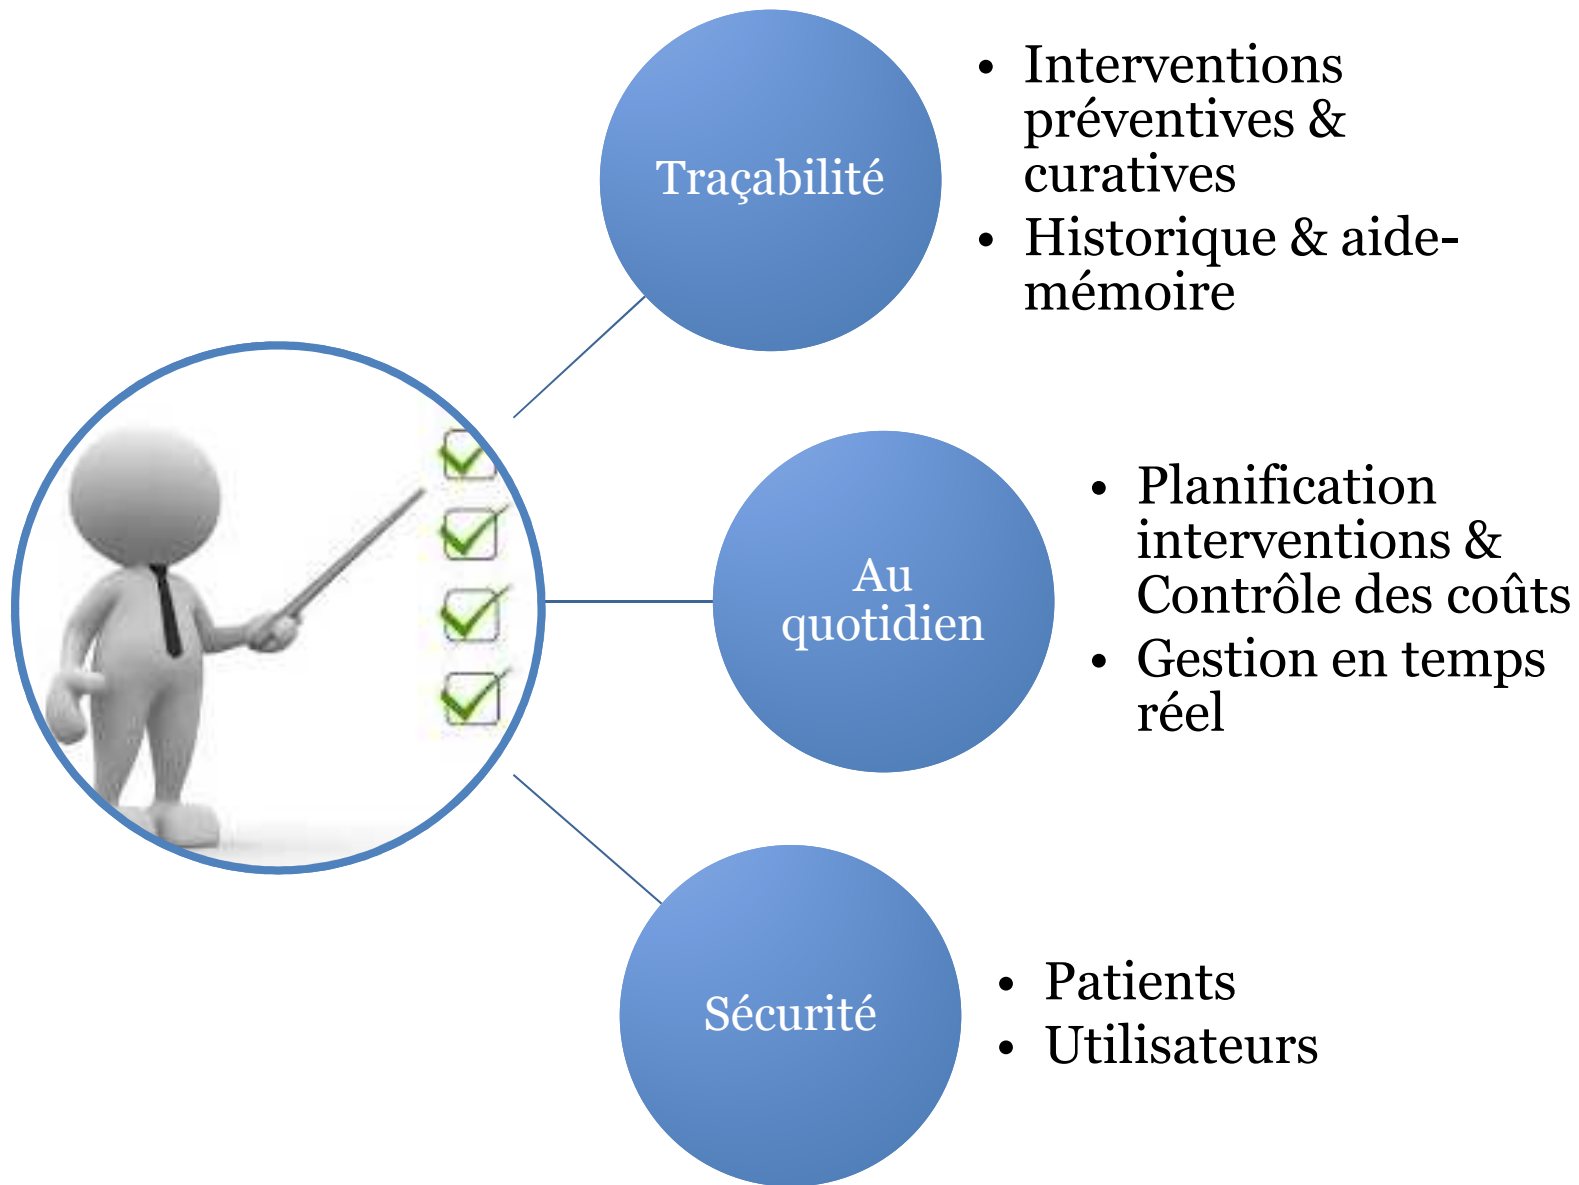 Traçabilité
• Interventions
préventives &
curatives
• Historique & aide-
mémoire
Au
quotidien
• Planification
interventions &
Contrôle des coûts
• Gestion en temps
réel
Sécurité
• Patients
• Utilisateurs